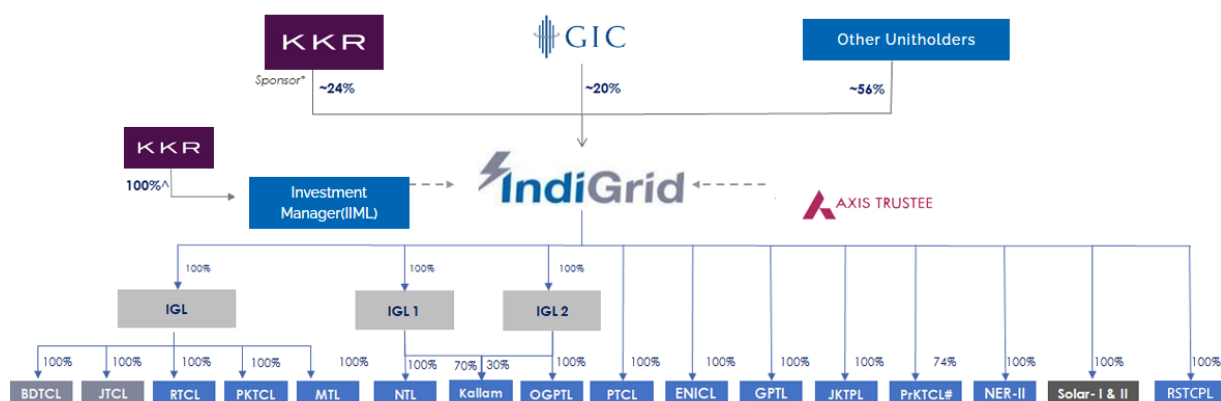 KKR
GIC
Other Unitholders
Sponsor*
~24%
~20%
~56%
KKR
100%^
Investment
Manager(IIML)
IndiGrid
AXIS TRUSTEE
100%
100%
100%
IGL
IGL 1
IGL 2
100%
100%
100%
100%
100%
100%
70%
30%
100%
100%
100%
100%
100%
74%
100%
100%
100%
BDTCL
JTCL
RTCL
PKTCL
MTL
NTL
Kallam
OGPTL
PTCL
ENICL
GPTL
JKTPL
PrKTCL#
NER-II
Solar- I & II
RSTCPL